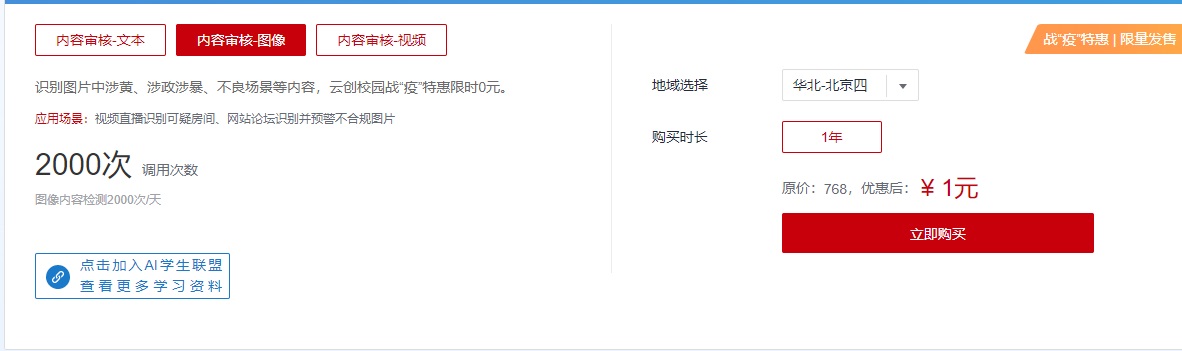 内容审核-文本
内容审核-图像
内容审核-视频
识别图片中涉黄、涉政涉暴、不良场景等内容，云创校园战“疫”特惠限时0元。
应用场景：视频直播识别可疑房间、网站论坛识别并预警不合规图片
2000次 调用次数
图像内容检测2000次/天
点击加入AI学生联盟
查看更多学习资料
战“疫”特惠 | 限量发售
地域选择 华北-北京四
购买时长 1年
原价：768，优惠后：¥ 1元
立即购买